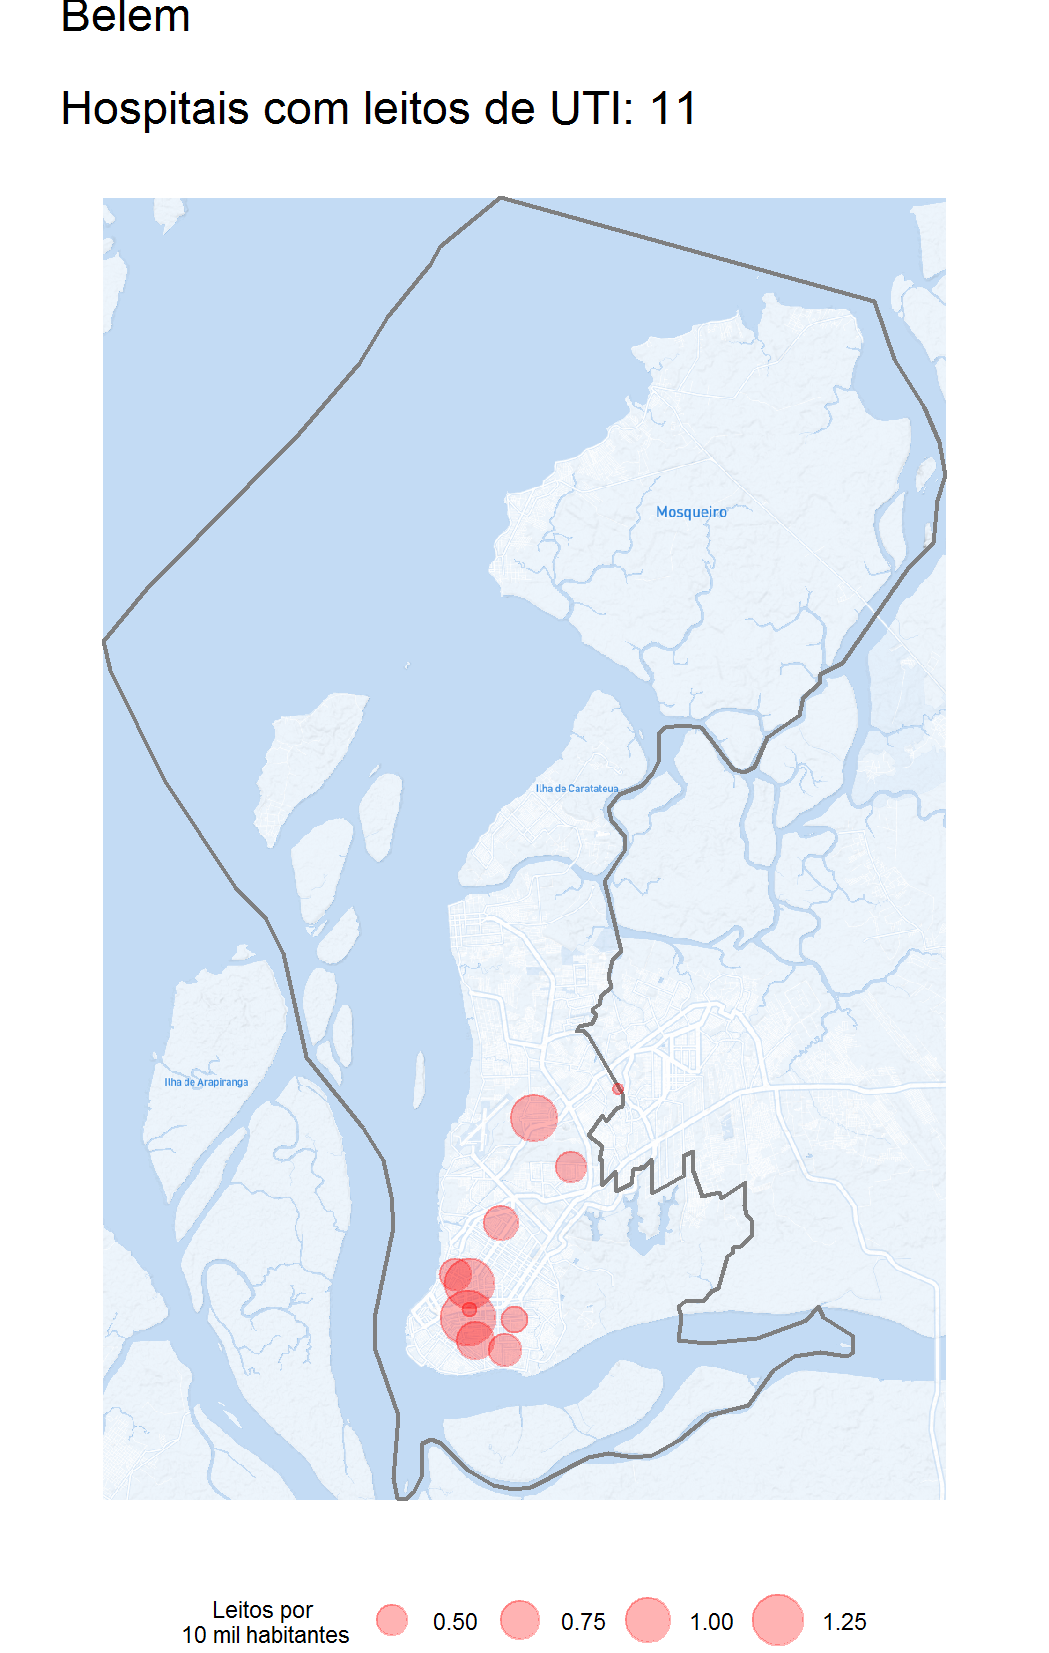 Belem
Hospitais com leitos de UTI: 11
Mosqueiro
Ilha de Caratateua
Ilha de Arapiranga
Leitos por
10 mil habitantes
0.50
0.75
1.00
1.25